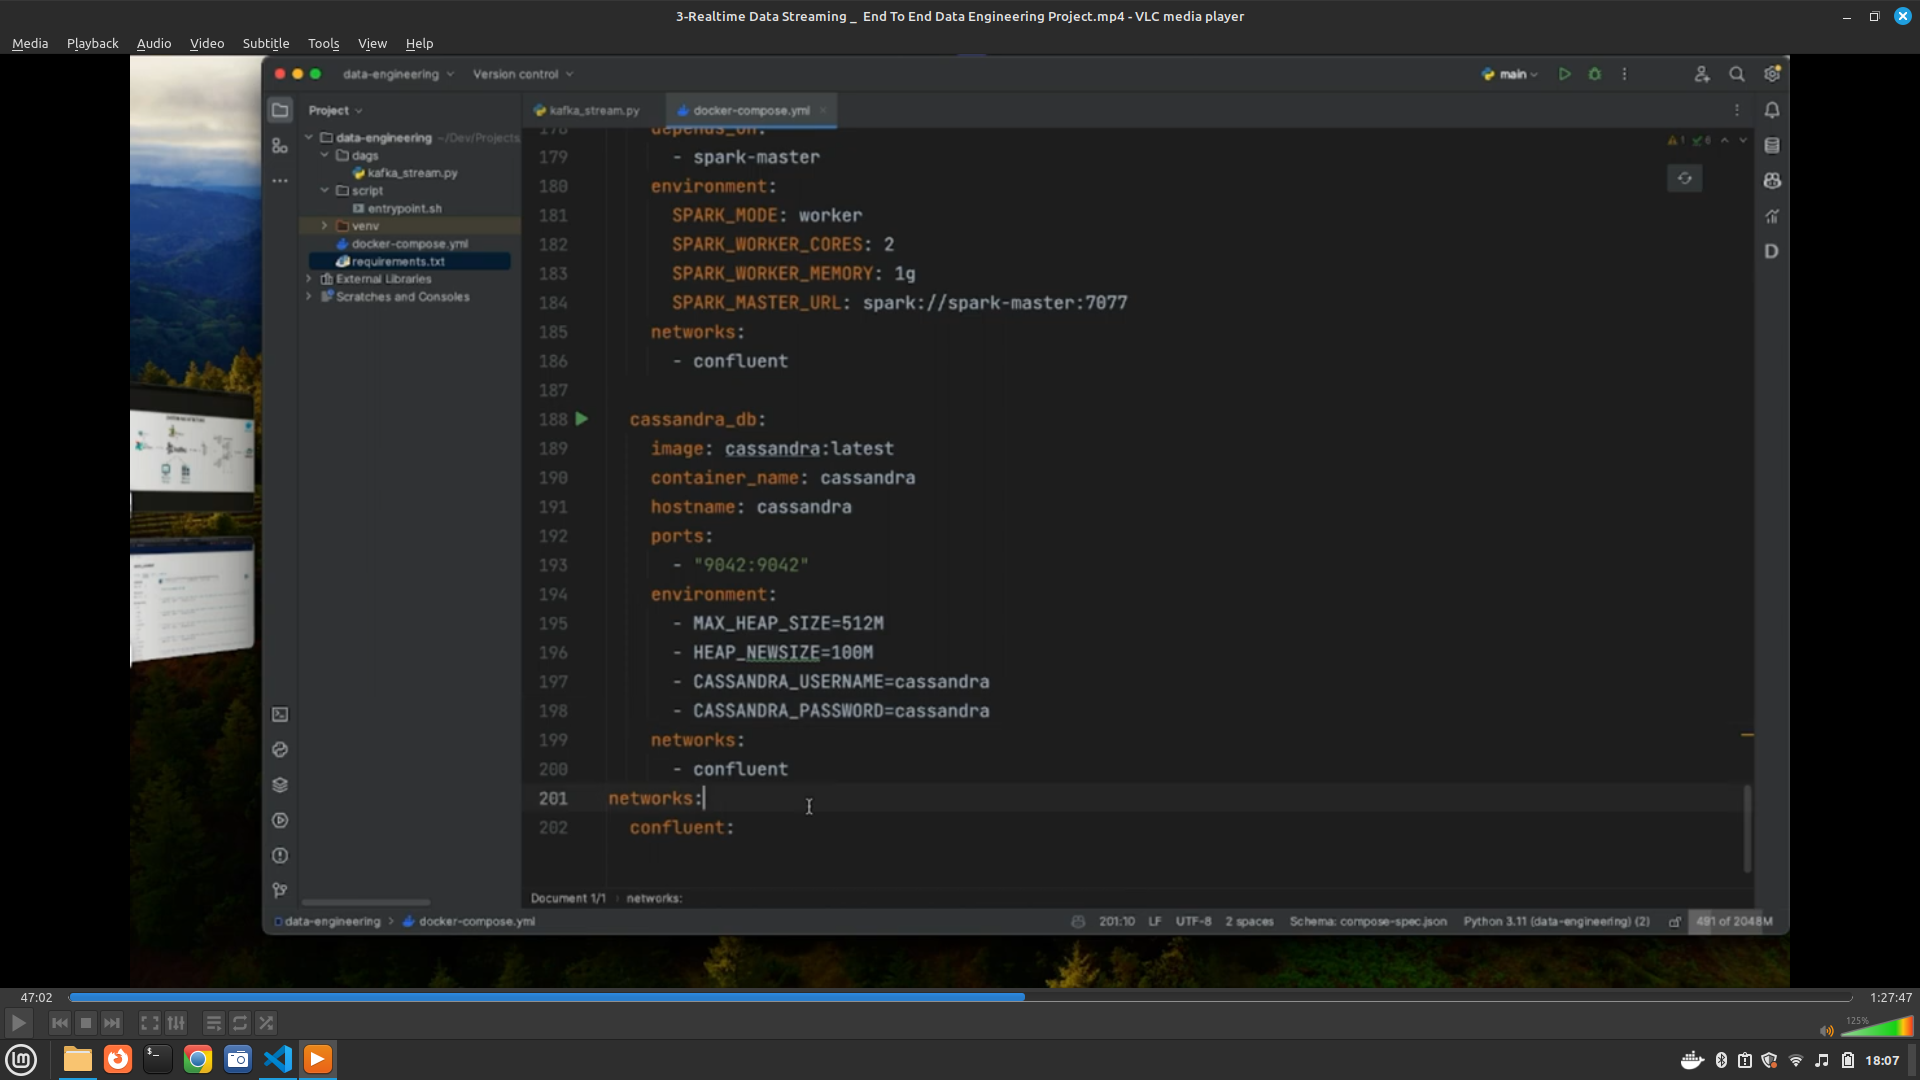 3-Realtime Data Streaming _ End To End Data Engineering Project.mp4 - VLC media player
Media Playback Audio Video Subtitle Tools View Help
data-engineering Version control main
Project kafka_stream.py docker-compose.yml
data-engineering ~/Dev/Projects
dags
kafka_stream.py
script
entrypoint.sh
venv
docker-compose.yml
requirements.txt
External Libraries
Scratches and Consoles
178 depends_on:
179 - spark-master
180 environment:
181 SPARK_MODE: worker
182 SPARK_WORKER_CORES: 2
183 SPARK_WORKER_MEMORY: 1g
184 SPARK_MASTER_URL: spark://spark-master:7077
185 networks:
186 - confluent
187
188 cassandra_db:
189 image: cassandra:latest
190 container_name: cassandra
191 hostname: cassandra
192 ports:
193 - "9042:9042"
194 environment:
195 - MAX_HEAP_SIZE=512M
196 - HEAP_NEWSIZE=100M
197 - CASSANDRA_USERNAME=cassandra
198 - CASSANDRA_PASSWORD=cassandra
199 networks:
200 - confluent
201 networks:
202 confluent:
1 6
D
Document 1/1 › networks:
data-engineering > docker-compose.yml 201:10 LF UTF-8 2 spaces Schema: compose-spec.json Python 3.11 (data-engineering) (2) 491 of 2048M
47:02 1:27:47
125%
18:07